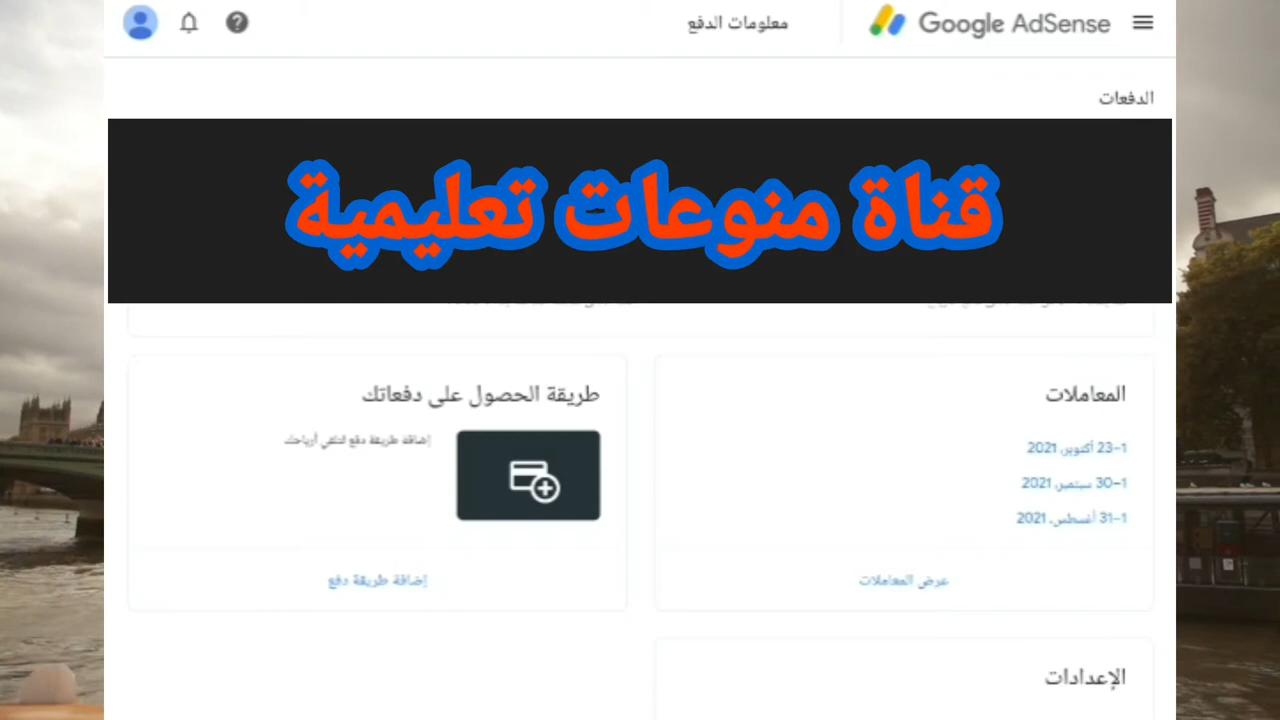 Google AdSense
معلومات الدفع
الدفعات
قناة منوعات تعليمية
المعاملات
1–23 أكتوبر، 2021
1–30 سبتمبر، 2021
1–31 أغسطس، 2021
عرض المعاملات
طريقة الحصول على دفعاتك
إضافة طريقة دفع لتلقي أرباحك
إضافة طريقة دفع
الإعدادات